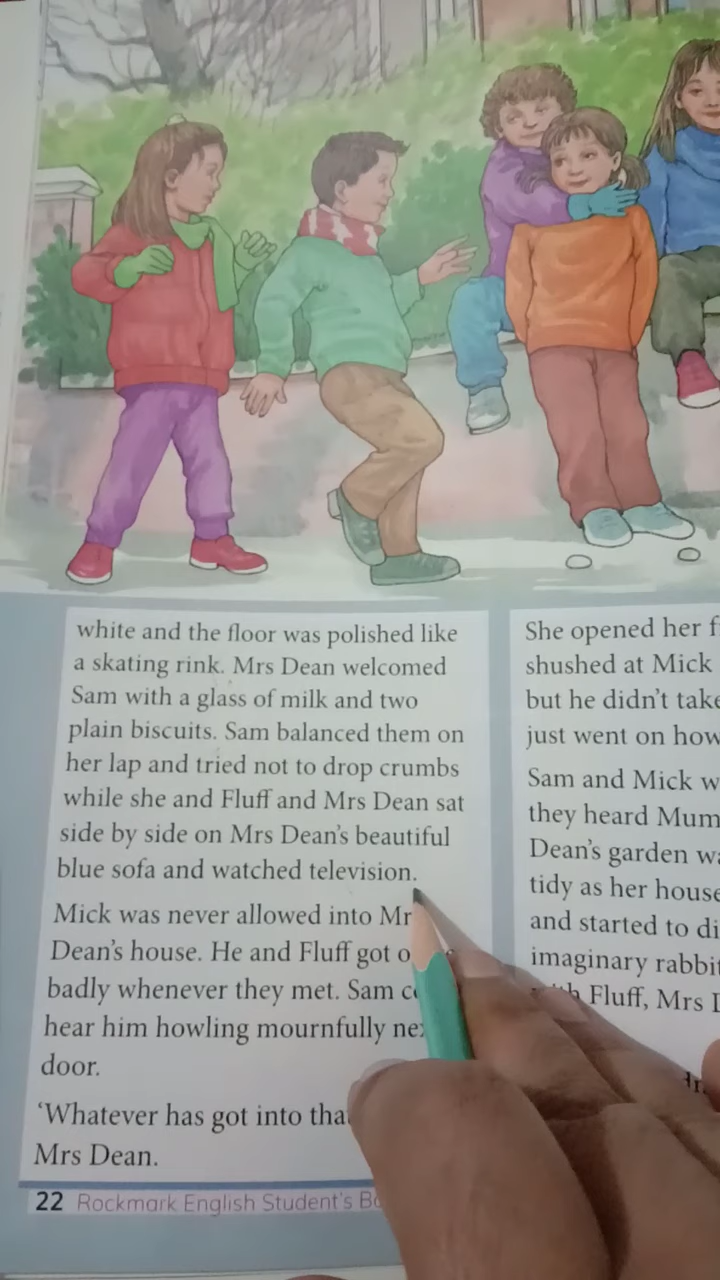 white and the floor was polished like
a skating rink. Mrs Dean welcomed
Sam with a glass of milk and two
plain biscuits. Sam balanced them on
her lap and tried not to drop crumbs
while she and Fluff and Mrs Dean sat
side by side on Mrs Dean's beautiful
blue sofa and watched television.
Mick was never allowed into
Dean's house. He and Fluff got
badly whenever they met. Sam
hear him howling mournfully
door.
‘Whatever has got into
Mrs Dean.
22 Rockmark English Student's
She opened her
shushed at Mick
but he didn't
just went on
Sam and Mick
they heard Mum
Dean's garden
tidy as her house
and started to
imaginary
Fluff, Mrs